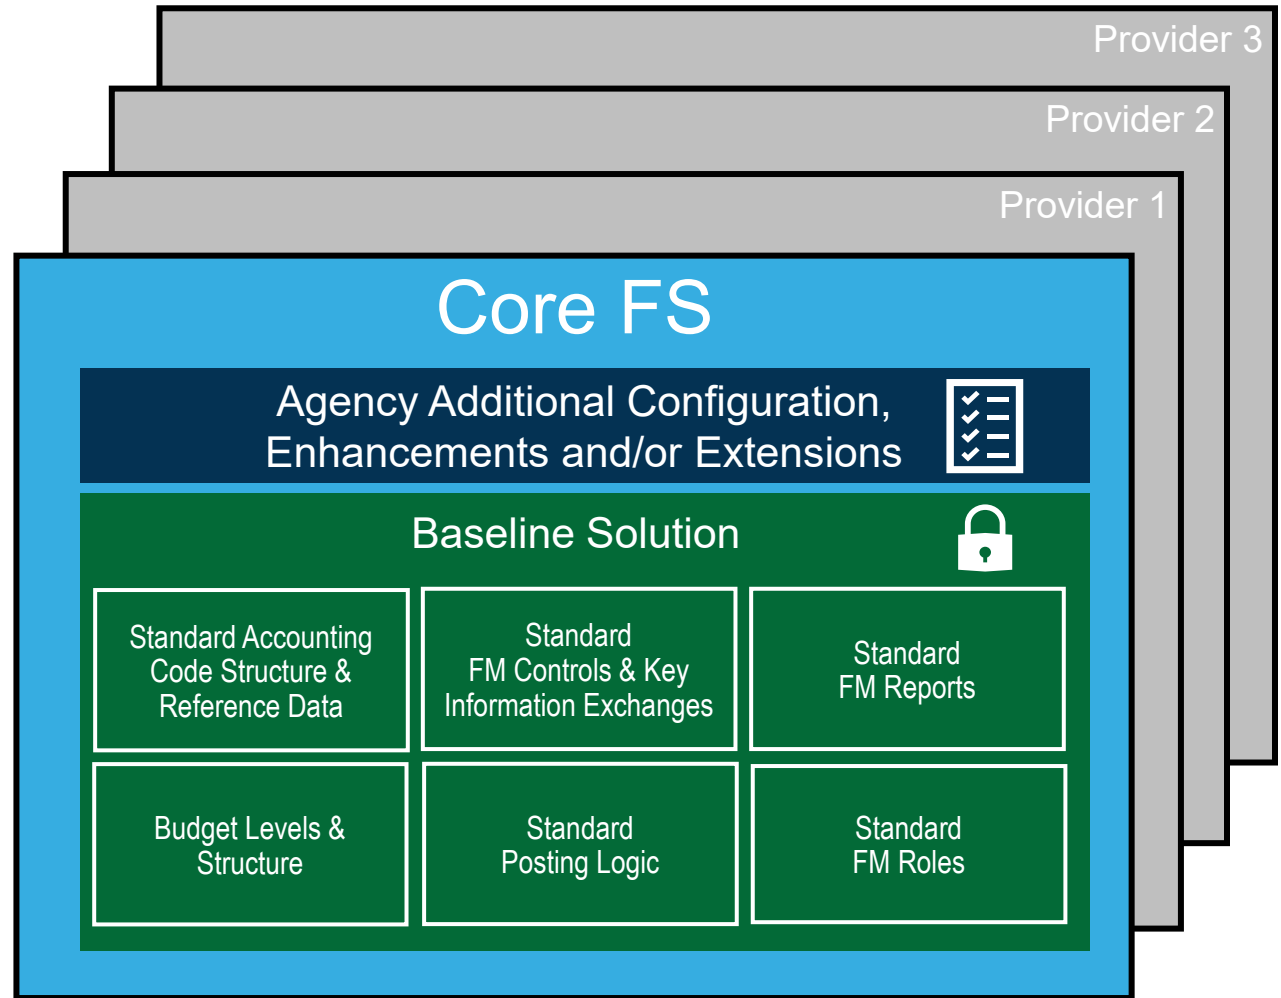 Provider 3
Provider 2
Provider 1
Core FS
Agency Additional Configuration,
Enhancements and/or Extensions
Baseline Solution
Standard Accounting
Code Structure &
Reference Data
Standard
FM Controls & Key
Information Exchanges
Standard
FM Reports
Budget Levels &
Structure
Standard
Posting Logic
Standard
FM Roles